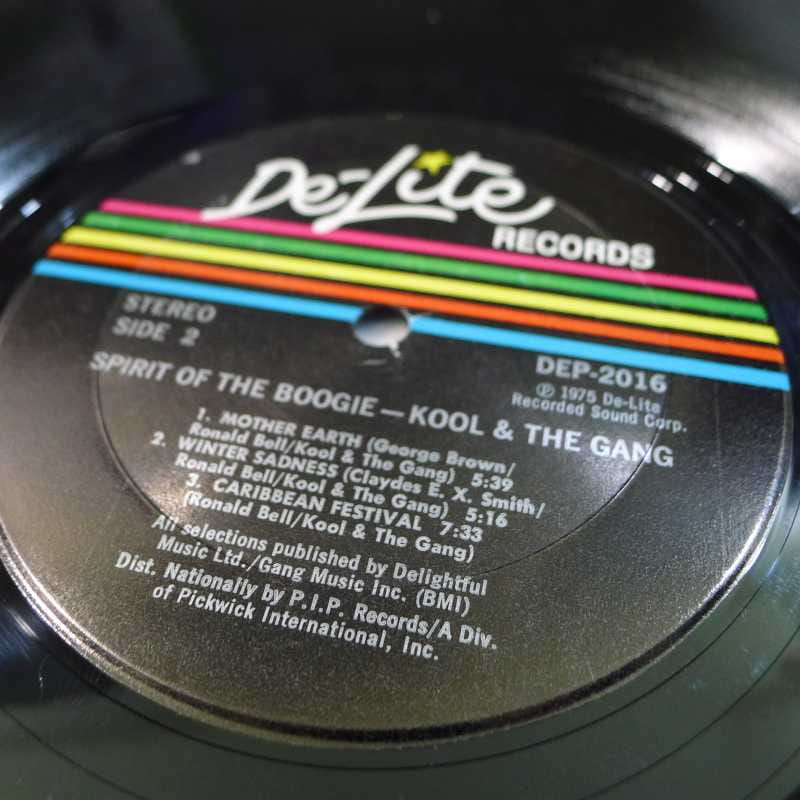 De-Lite
RECORDS
STEREO
SIDE 2
DEP-2016
℗ 1975 De-Lite
Recorded Sound Corp.
SPIRIT OF THE BOOGIE — KOOL & THE GANG
1. MOTHER EARTH (George Brown/
Ronald Bell/Kool & The Gang) 5:39
2. WINTER SADNESS (Claydes E. X. Smith/
Ronald Bell/Kool & The Gang) 5:16
3. CARIBBEAN FESTIVAL 7:33
(Ronald Bell/Kool & The Gang)
All selections published by Delightful
Music Ltd./Gang Music Inc. (BMI)
Dist. Nationally by P.I.P. Records/A Div.
of Pickwick International, Inc.